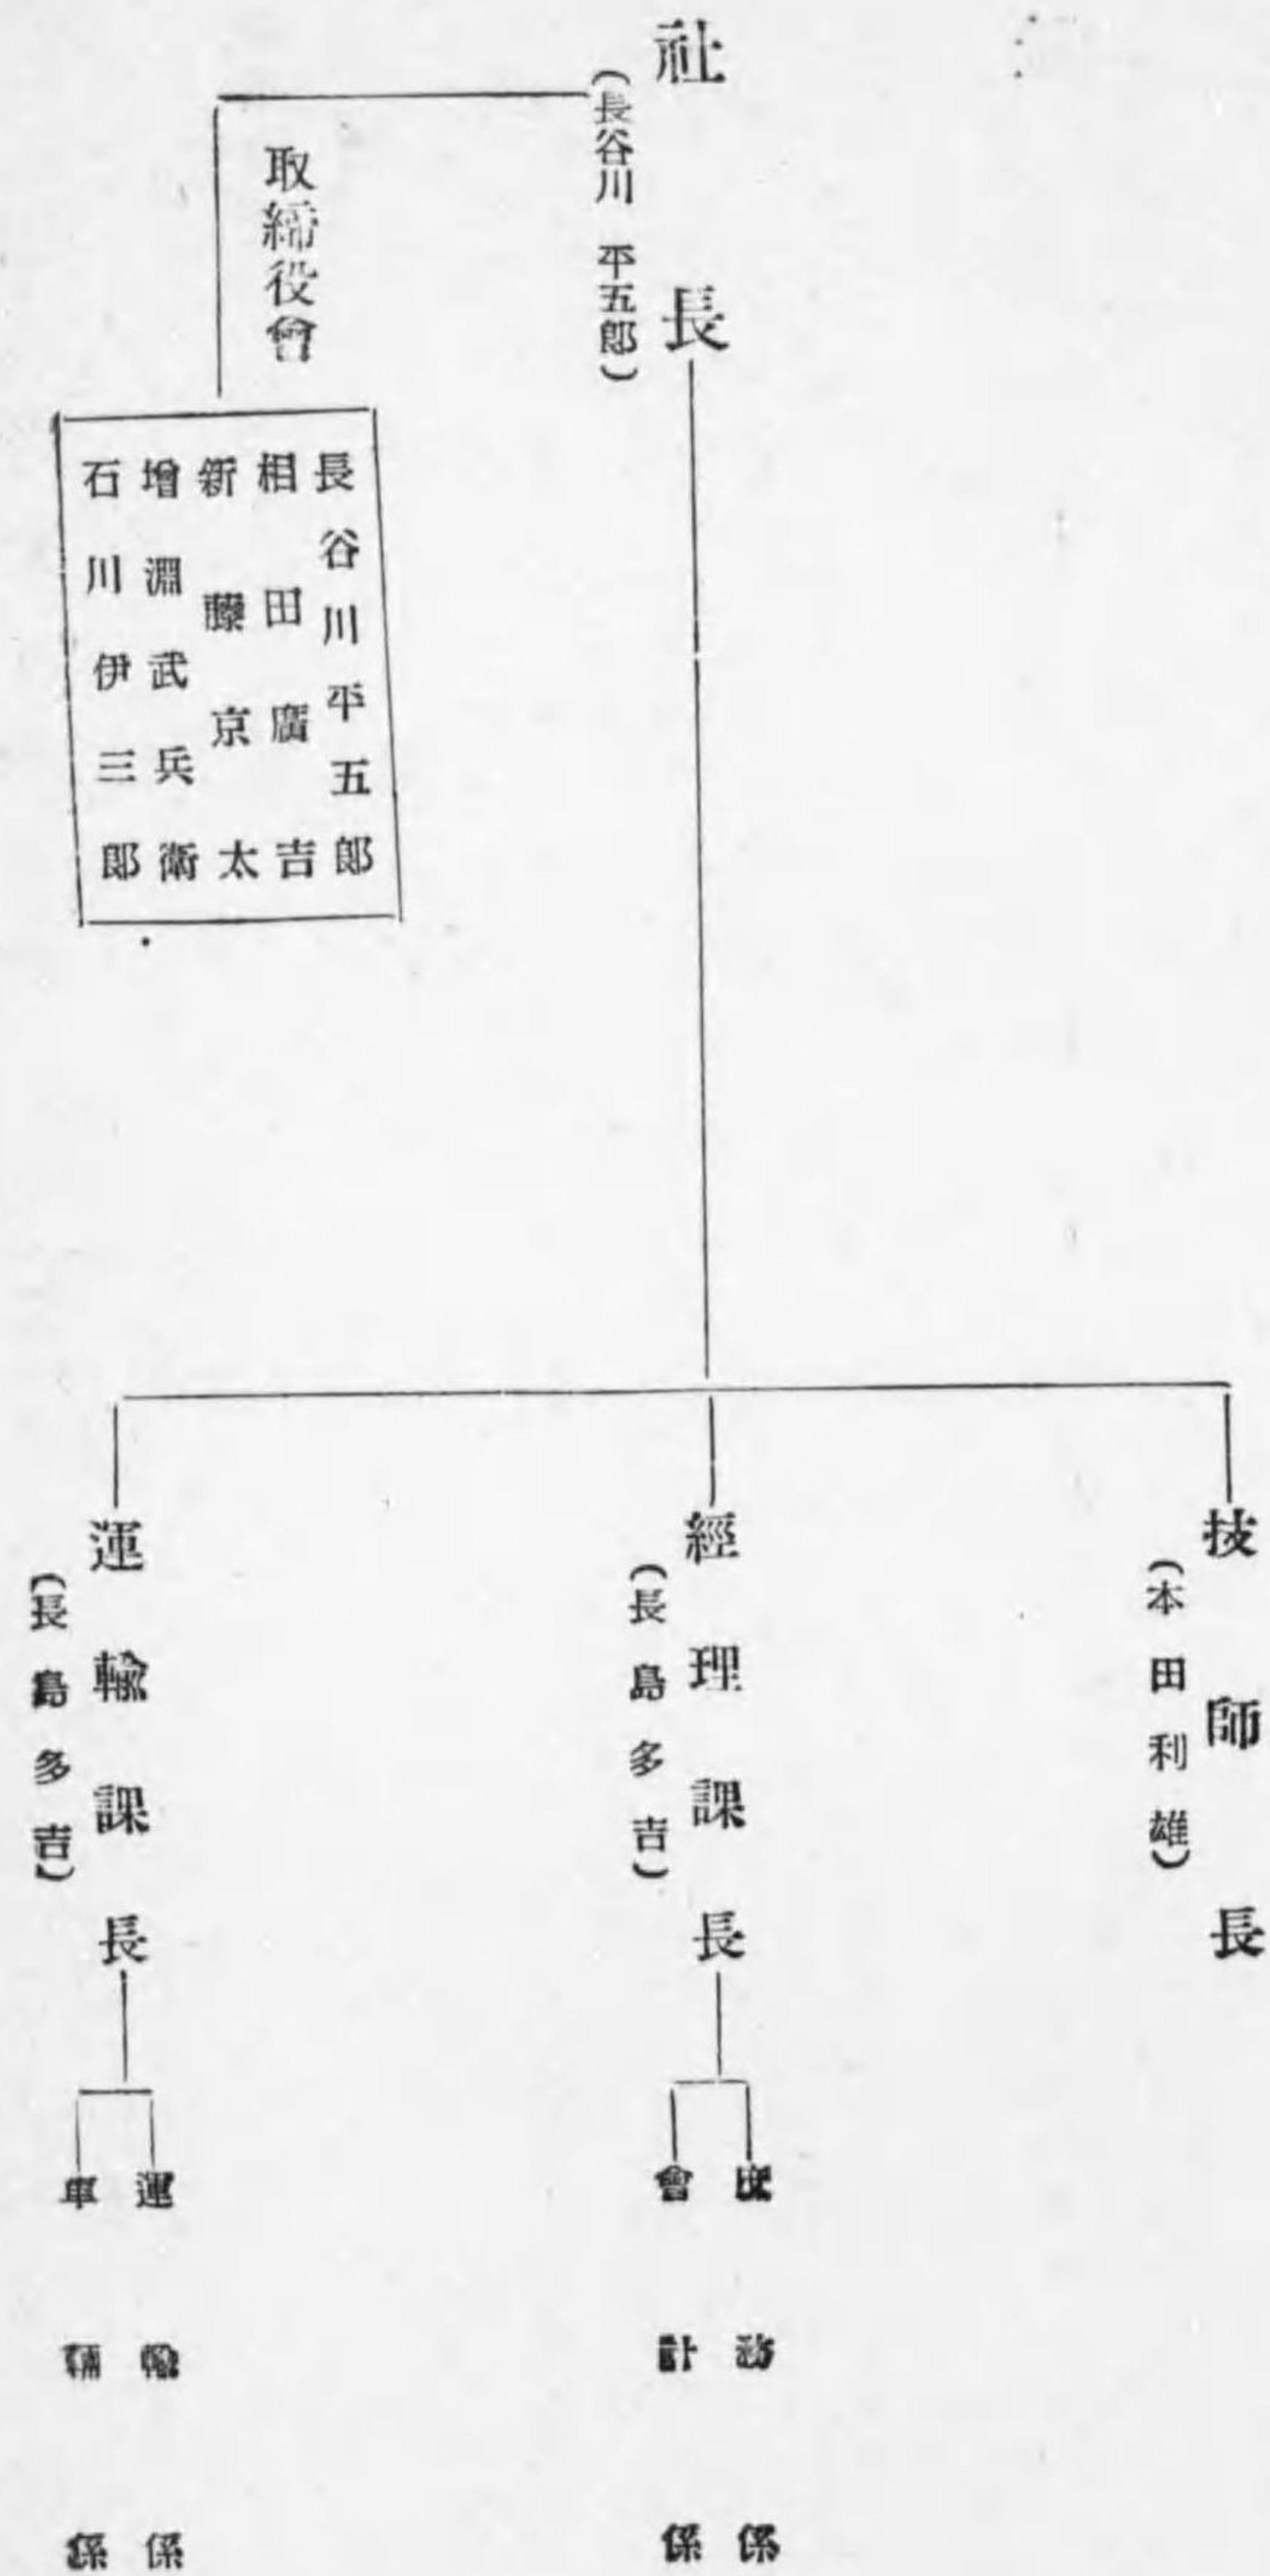 社長
(長谷川平五郎)
取締役會
長谷川平五郎
相田廣吉
新藤京太
增淵武兵衛
石川伊三郎
技師長
(本田利雄)
經理課長
(長島多吉)
庶務係
會計係
運輸課長
(長島多吉)
運輸係
車輛係